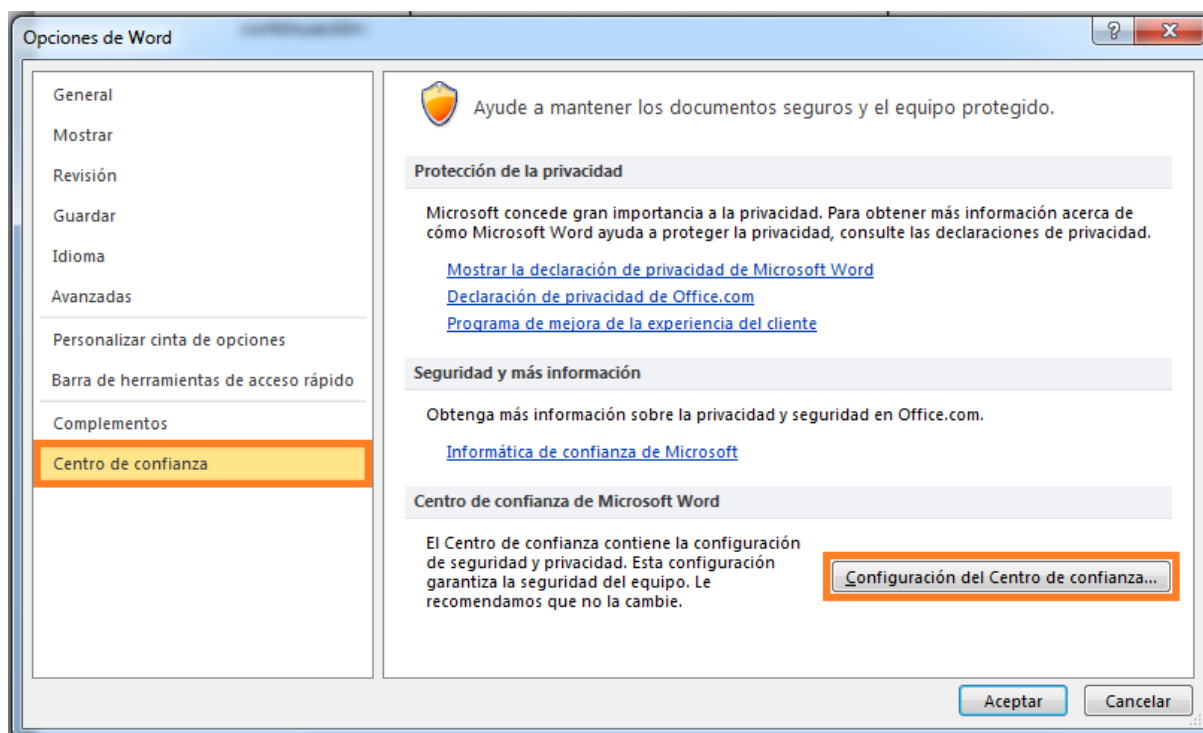 Opciones de Word
General
Mostrar
Revisión
Guardar
Idioma
Avanzadas
Personalizar cinta de opciones
Barra de herramientas de acceso rápido
Complementos
Centro de confianza
Ayude a mantener los documentos seguros y el equipo protegido.
Protección de la privacidad
Microsoft concede gran importancia a la privacidad. Para obtener más información acerca de
cómo Microsoft Word ayuda a proteger la privacidad, consulte las declaraciones de privacidad.
Mostrar la declaración de privacidad de Microsoft Word
Declaración de privacidad de Office.com
Programa de mejora de la experiencia del cliente
Seguridad y más información
Obtenga más información sobre la privacidad y seguridad en Office.com.
Informática de confianza de Microsoft
Centro de confianza de Microsoft Word
El Centro de confianza contiene la configuración
de seguridad y privacidad. Esta configuración
garantiza la seguridad del equipo. Le
recomendamos que no la cambie.
Configuración del Centro de confianza...
Aceptar
Cancelar